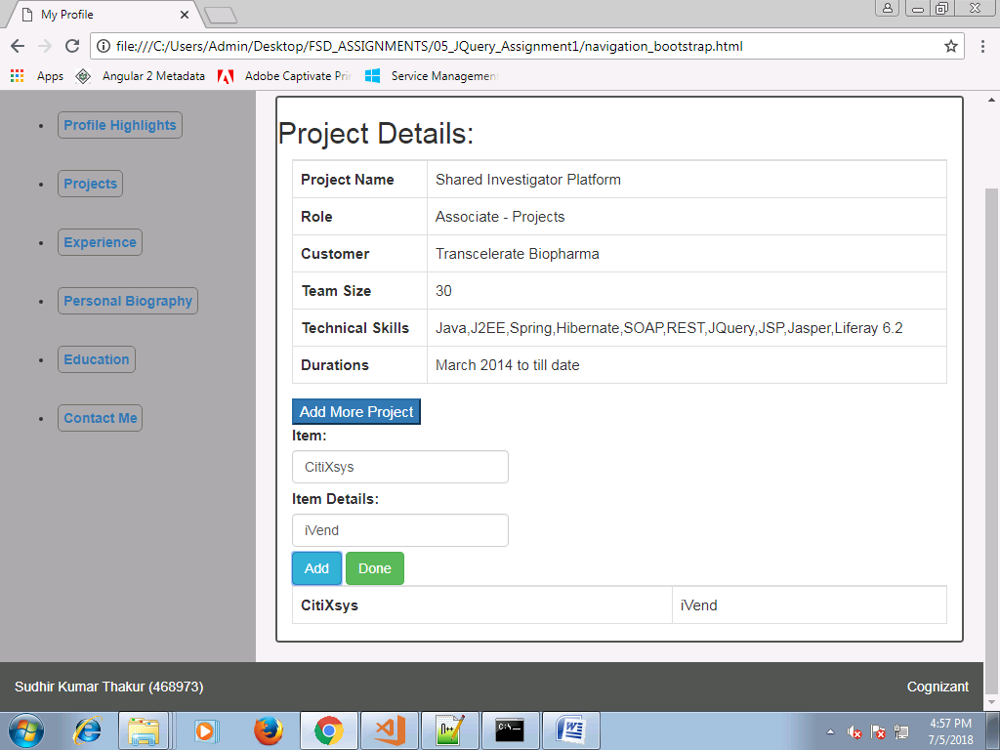 My Profile
file:///C:/Users/Admin/Desktop/FSD_ASSIGNMENTS/05_JQuery_Assignment1/navigation_bootstrap.html
Apps Angular 2 Metadata Adobe Captivate Pri Service Management
Profile Highlights
Projects
Experience
Personal Biography
Education
Contact Me
Project Details:
Project Name Shared Investigator Platform
Role Associate - Projects
Customer Transcelerate Biopharma
Team Size 30
Technical Skills Java,J2EE,Spring,Hibernate,SOAP,REST,JQuery,JSP,Jasper,Liferay 6.2
Durations March 2014 to till date
Add More Project
Item:
CitiXsys
Item Details:
iVend
Add Done
CitiXsys iVend
Sudhir Kumar Thakur (468973) Cognizant
4:57 PM
7/5/2018